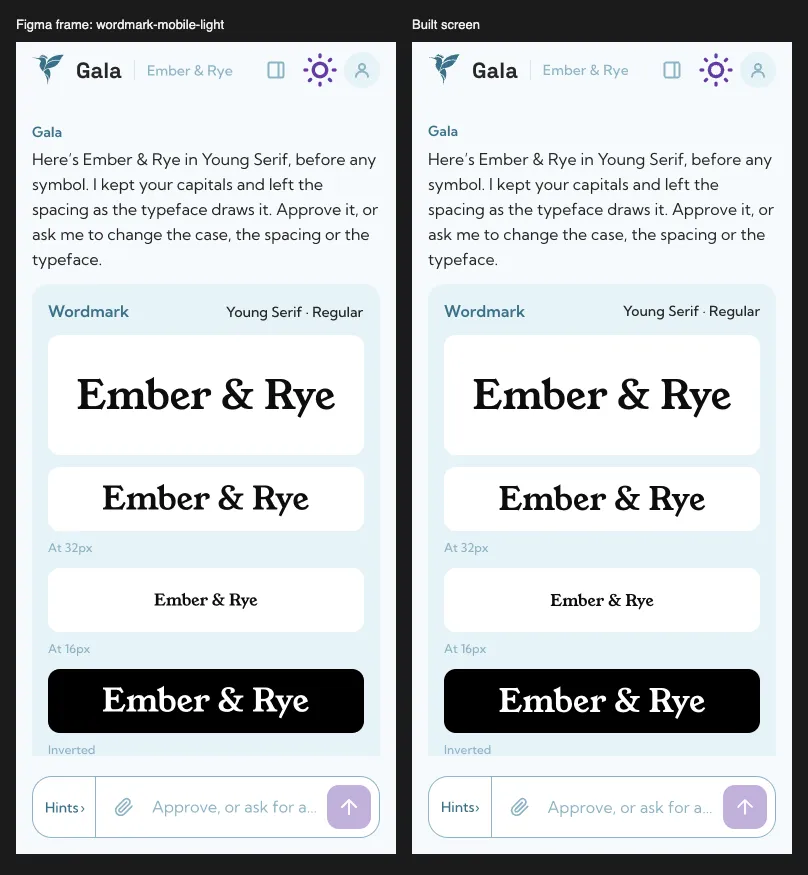 Figma frame: wordmark-mobile-light
Gala
Ember & Rye
Gala
Here’s Ember & Rye in Young Serif, before any
symbol. I kept your capitals and left the
spacing as the typeface draws it. Approve it, or
ask me to change the case, the spacing or the
typeface.
Wordmark
Young Serif · Regular
Ember & Rye
Ember & Rye
At 32px
Ember & Rye
At 16px
Ember & Rye
Inverted
Hints›
Approve, or ask for a...
Built screen
Gala
Ember & Rye
Gala
Here’s Ember & Rye in Young Serif, before any
symbol. I kept your capitals and left the
spacing as the typeface draws it. Approve it, or
ask me to change the case, the spacing or the
typeface.
Wordmark
Young Serif · Regular
Ember & Rye
Ember & Rye
At 32px
Ember & Rye
At 16px
Ember & Rye
Inverted
Hints›
Approve, or ask for a...